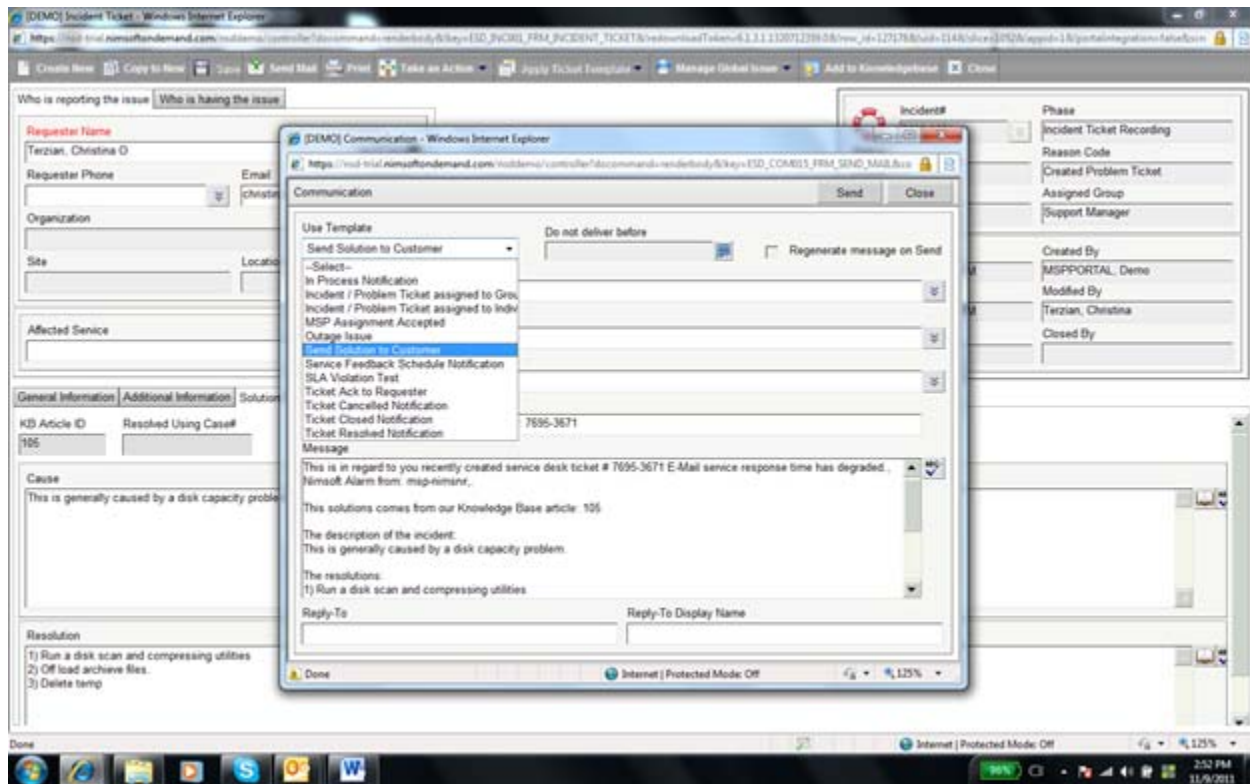 [DEMO] Incident Ticket - Windows Internet Explorer
Create New Copy to New Save Send Mail Print Take an Action Apply Ticket Template Manage Global Issue Add to Knowledgebase Close
Who is reporting the issue Who is having the issue
Requester Name
Terzian, Christina O
Requester Phone Email
Organization
Site
Affected Service
Incident# Phase
Incident Ticket Recording
Reason Code
Created Problem Ticket
Assigned Group
Support Manager
Created By
MSPPORTAL, Demo
Modified By
Terzian, Christina
Closed By
General Information Additional Information Solution
KB Article ID Resolved Using Case#
105
Cause
This is generally caused by a disk capacity
Resolution
1) Run a disk scan and compressing utilities
2) Off load archieve files.
3) Delete temp
[DEMO] Communication - Windows Internet Explorer
Communication Send Close
Use Template Do not deliver before
Send Solution to Customer Regenerate message on Send
--Select--
In Process Notification
Incident / Problem Ticket assigned to
Incident / Problem Ticket assigned to
MSP Assignment Accepted
Outage Issue
Send Solution to Customer
Service Feedback Schedule Notification
SLA Violation Test
Ticket Ack to Requester
Ticket Cancelled Notification
Ticket Closed Notification
Ticket Resolved Notification
7695-3671
Message
This is in regard to you recently created service desk ticket # 7695-3671 E-Mail service response time has degraded.,
Nimsoft Alarm from: msp-nimsnr,.
This solutions comes from our Knowledge Base article: 105
The description of the incident:
This is generally caused by a disk capacity problem.
The resolutions:
1) Run a disk scan and compressing utilities
Reply-To Reply-To Display Name
Done Internet | Protected Mode: Off 125%
Done Internet | Protected Mode: Off 125%
96% 2:52 PM
11/9/2011